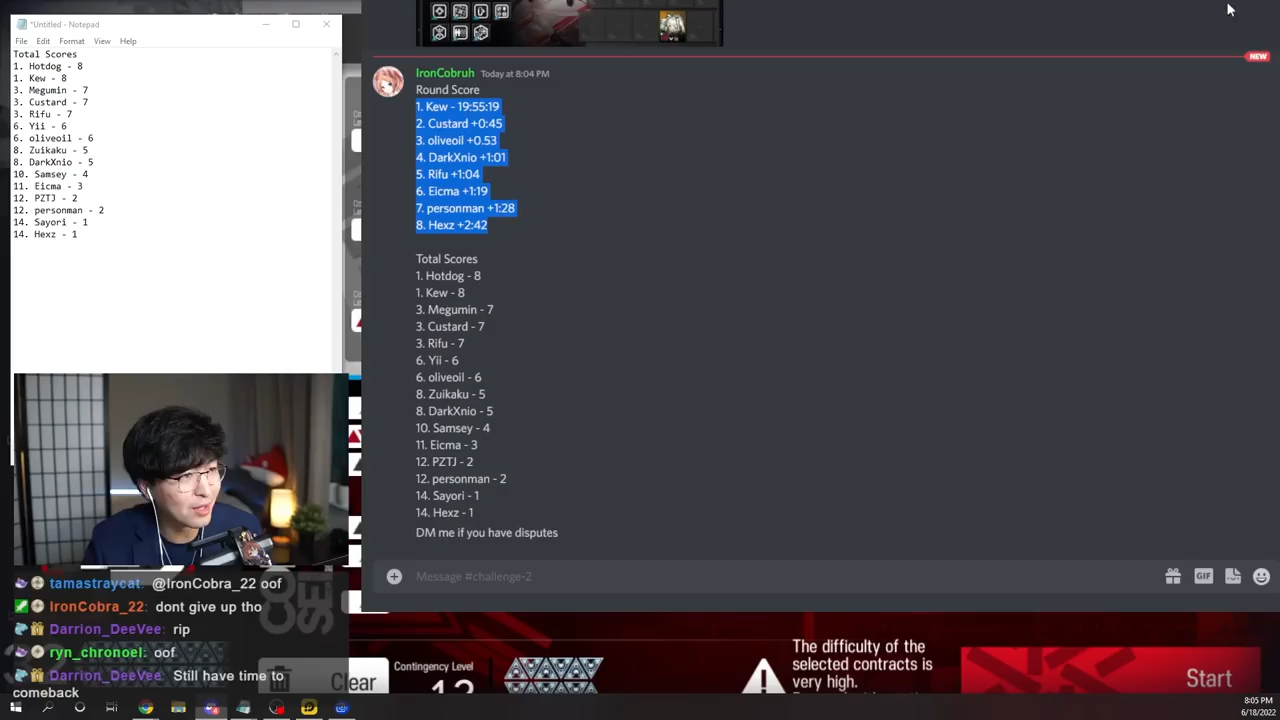 *Untitled - Notepad
File Edit Format View Help
Total Scores
1. Hotdog - 8
1. Kew - 8
3. Megumin - 7
3. Custard - 7
3. Rifu - 7
6. Yii - 6
6. oliveoil - 6
8. Zuikaku - 5
8. DarkXnio - 5
10. Samsey - 4
11. Eicma - 3
12. PZTJ - 2
12. personman - 2
14. Sayori - 1
14. Hexz - 1
NEW
IronCobruh Today at 8:04 PM
Round Score
1. Kew - 19:55:19
2. Custard +0:45
3. oliveoil +0.53
4. DarkXnio +1:01
5. Rifu +1:04
6. Eicma +1:19
7. personman +1:28
8. Hexz +2:42
Total Scores
1. Hotdog - 8
1. Kew - 8
3. Megumin - 7
3. Custard - 7
3. Rifu - 7
6. Yii - 6
6. oliveoil - 6
8. Zuikaku - 5
8. DarkXnio - 5
10. Samsey - 4
11. Eicma - 3
12. PZTJ - 2
12. personman - 2
14. Sayori - 1
14. Hexz - 1
DM me if you have disputes
Message #challenge-2
GIF
tamastraycat: @IronCobra_22 oof
IronCobra_22: dont give up tho
Darrion_DeeVee: rip
ryn_chronoel: oof
Darrion_DeeVee: Still have time to
comeback
Clear
Contingency Level
12
The difficulty of the
selected contracts is
very high.
Start
8:05 PM
6/18/2022